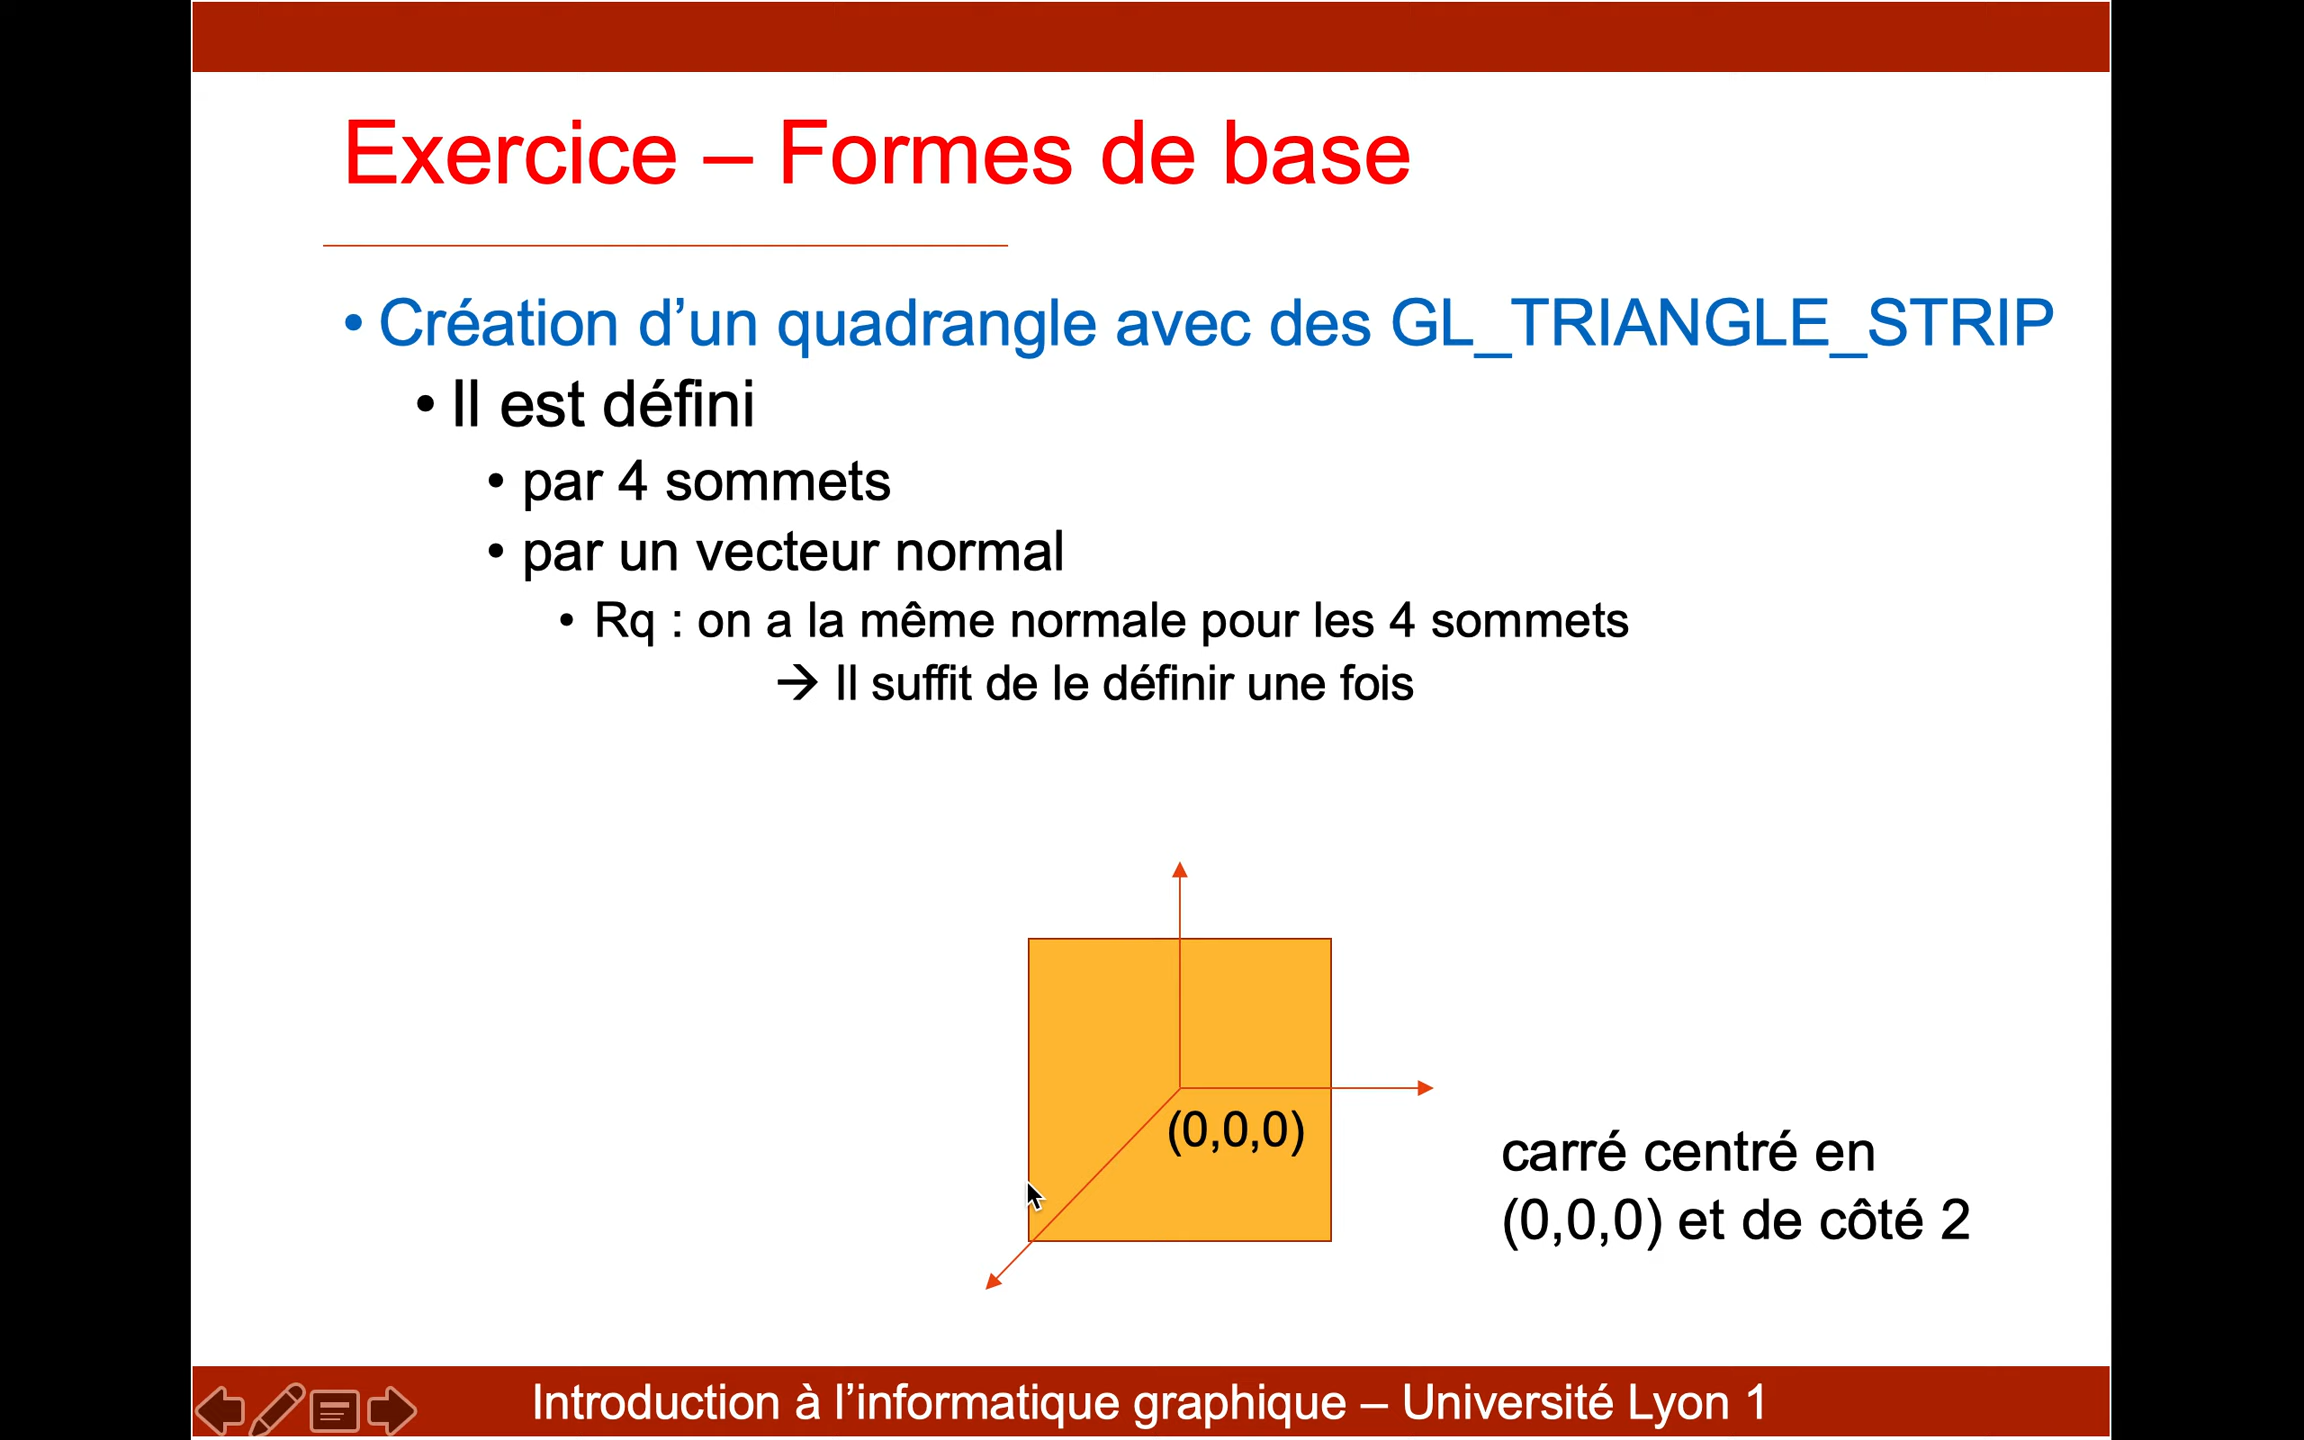 Exercice – Formes de base
• Création d’un quadrangle avec des GL_TRIANGLE_STRIP
• Il est défini
• par 4 sommets
• par un vecteur normal
• Rq : on a la même normale pour les 4 sommets
→ Il suffit de le définir une fois
(0,0,0)
carré centré en
(0,0,0) et de côté 2
Introduction à l’informatique graphique – Université Lyon 1